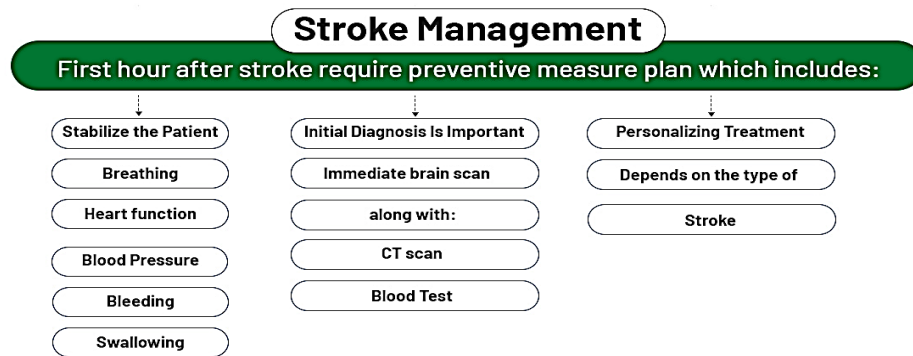 Stroke Management
First hour after stroke require preventive measure plan which includes:
Stabilize the Patient
Breathing
Heart function
Blood Pressure
Bleeding
Swallowing
Initial Diagnosis Is Important
Immediate brain scan
along with:
CT scan
Blood Test
Personalizing Treatment
Depends on the type of
Stroke